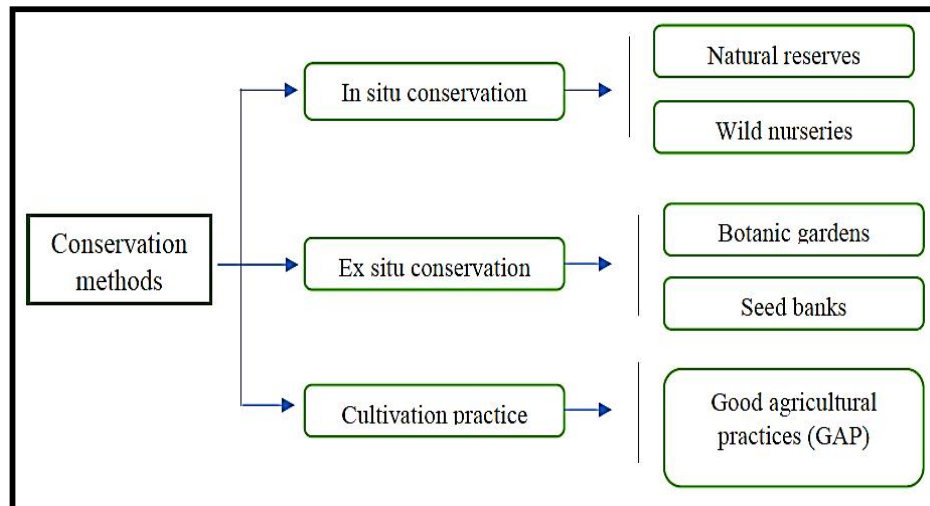 Conservation
methods
In situ conservation
Natural reserves
Wild nurseries
Ex situ conservation
Botanic gardens
Seed banks
Cultivation practice
Good agricultural
practices (GAP)